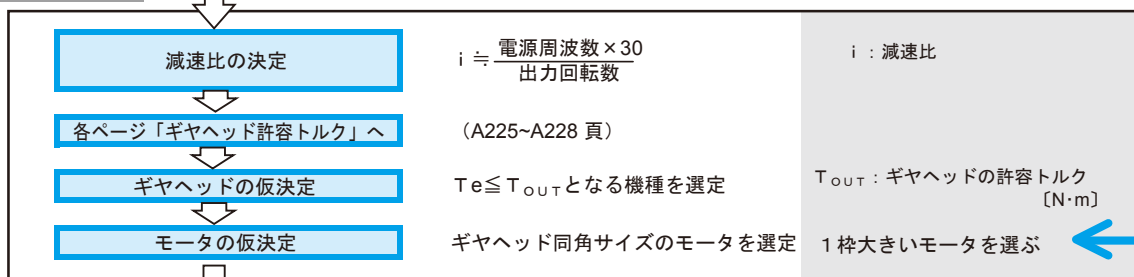 減速比の決定
i ≒ 電源周波数×30
出力回転数
i ：減速比
各ページ「ギヤヘッド許容トルク」へ
（A225~A228 頁）
ギヤヘッドの仮決定
Te≦TOUTとなる機種を選定
TOUT：ギヤヘッドの許容トルク
〔N･m〕
モータの仮決定
ギヤヘッド同角サイズのモータを選定
１枠大きいモータを選ぶ